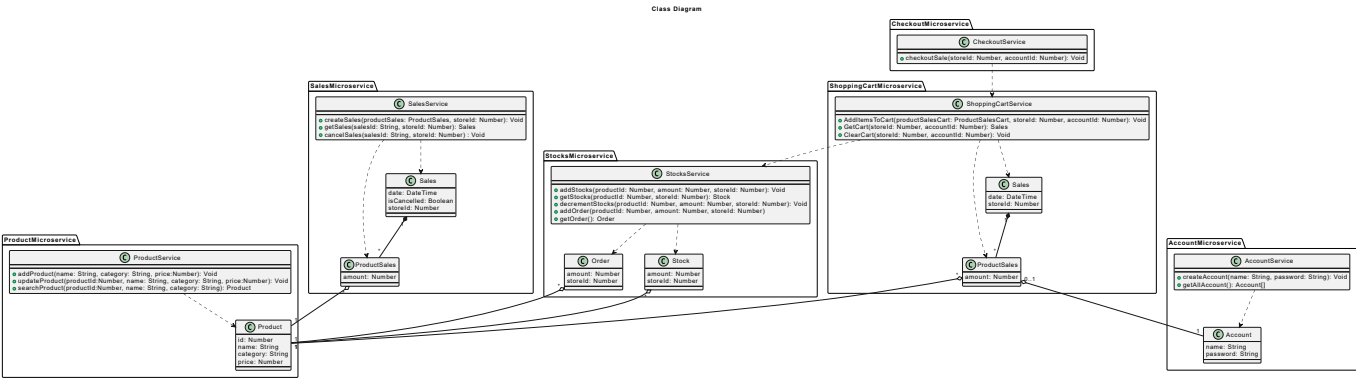 Class Diagram
CheckoutMicroservice
C CheckoutService
checkoutSale(storeId: Number, accountId: Number): Void
SalesMicroservice
C SalesService
createSales(productSales: ProductSales, storeId: Number): Void
getSales(salesId: String, storeId: Number): Sales
cancelSales(salesId: String, storeId: Number) : Void
C Sales
date: DateTime
isCancelled: Boolean
storeId: Number
*
C ProductSales
amount: Number
ShoppingCartMicroservice
C ShoppingCartService
AddItemsToCart(productSalesCart: ProductSalesCart, storeId: Number, accountId: Number): Void
GetCart(storeId: Number, accountId: Number): Sales
ClearCart(storeId: Number, accountId: Number): Void
C Sales
date: DateTime
storeId: Number
*
C ProductSales
amount: Number
*
0..1
StocksMicroservice
C StocksService
addStocks(productId: Number, amount: Number, storeId: Number): Void
getStocks(productId: Number, storeId: Number): Stock
decrementStocks(productId: Number, amount: Number, storeId: Number): Void
addOrder(productId: Number, amount: Number, storeId: Number)
getOrder(): Order
C Order
amount: Number
storeId: Number
*
C Stock
amount: Number
storeId: Number
ProductMicroservice
C ProductService
addProduct(name: String, category: String, price:Number): Void
updateProduct(productId:Number, name: String, category: String, price:Number): Void
searchProduct(productId:Number, name: String, category: String): Product
C Product
id: Number
name: String
category: String
price: Number
1
1
AccountMicroservice
C AccountService
createAccount(name: String, password: String): Void
getAllAccount(): Account[]
1
C Account
name: String
password: String